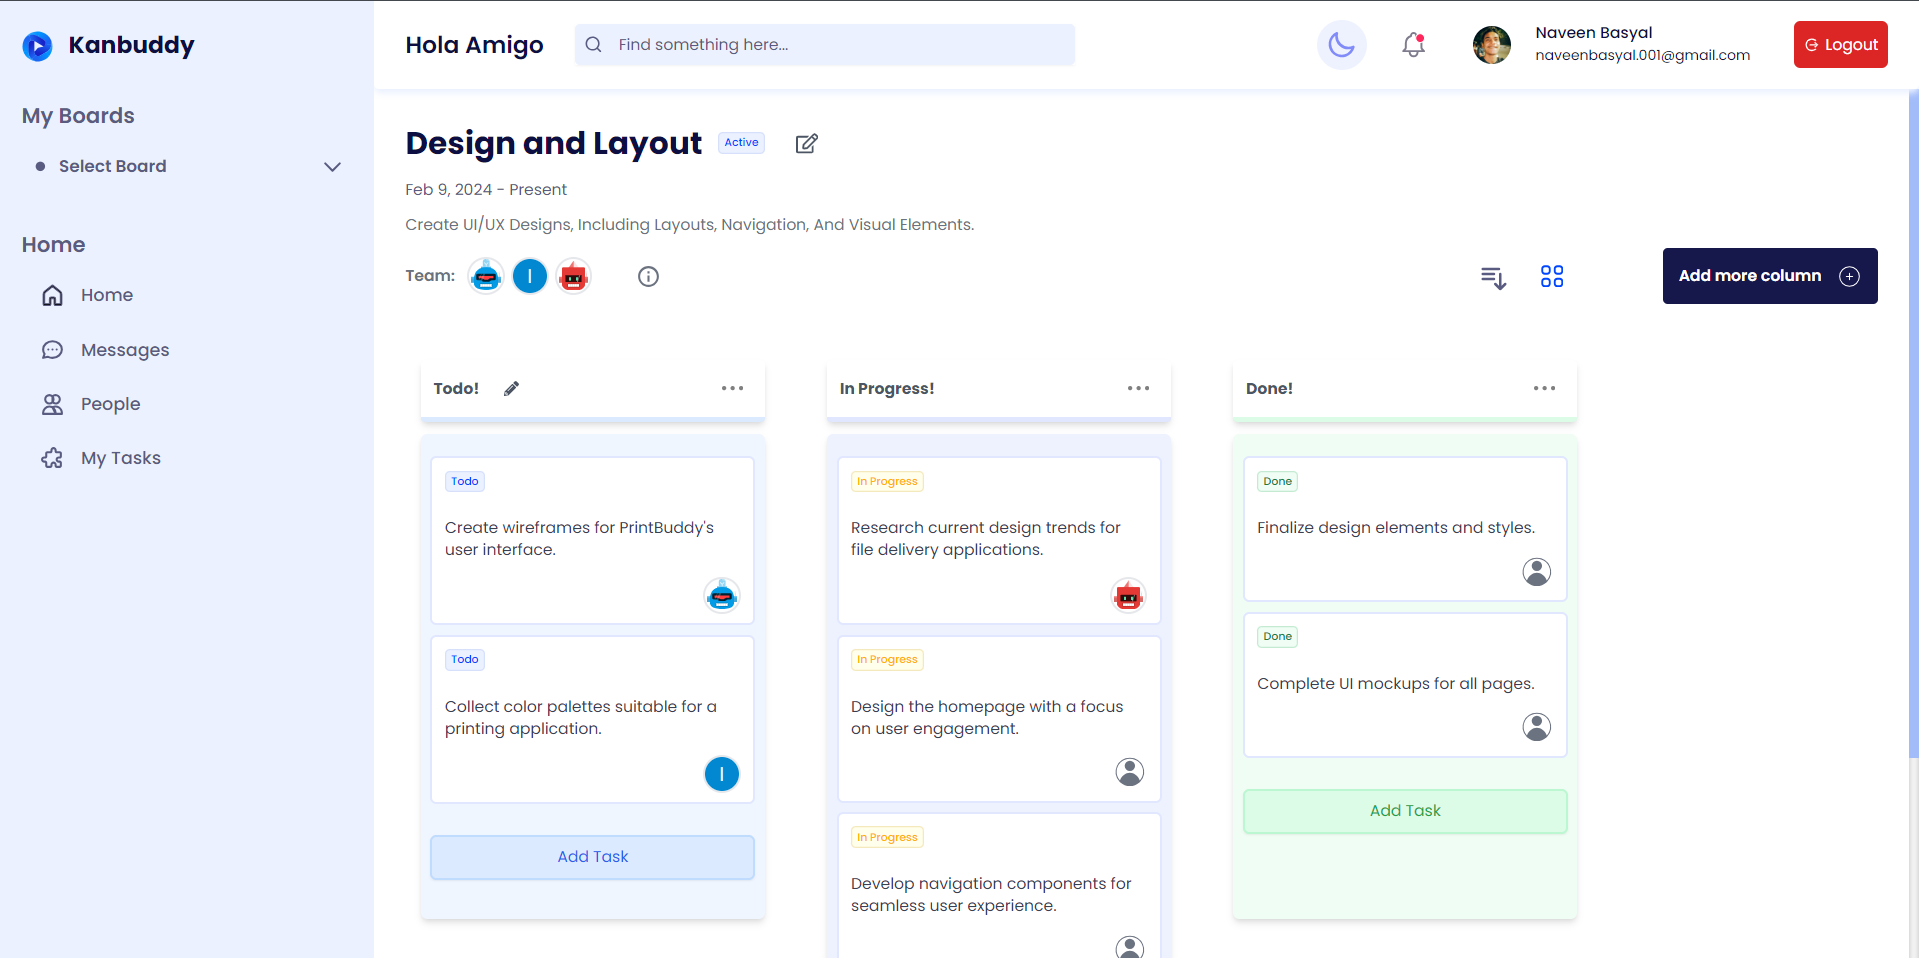 Kanbuddy
My Boards
Select Board
Home
Home
Messages
People
My Tasks
Hola Amigo
Find something here...
Naveen Basyal
naveenbasyal.001@gmail.com
Logout
Design and Layout
Active
Feb 9, 2024 - Present
Create UI/UX Designs, Including Layouts, Navigation, And Visual Elements.
Team:
I
Add more column
Todo!
Todo
Create wireframes for PrintBuddy's
user interface.
Todo
Collect color palettes suitable for a
printing application.
I
Add Task
In Progress!
In Progress
Research current design trends for
file delivery applications.
In Progress
Design the homepage with a focus
on user engagement.
In Progress
Develop navigation components for
seamless user experience.
Done!
Done
Finalize design elements and styles.
Done
Complete UI mockups for all pages.
Add Task